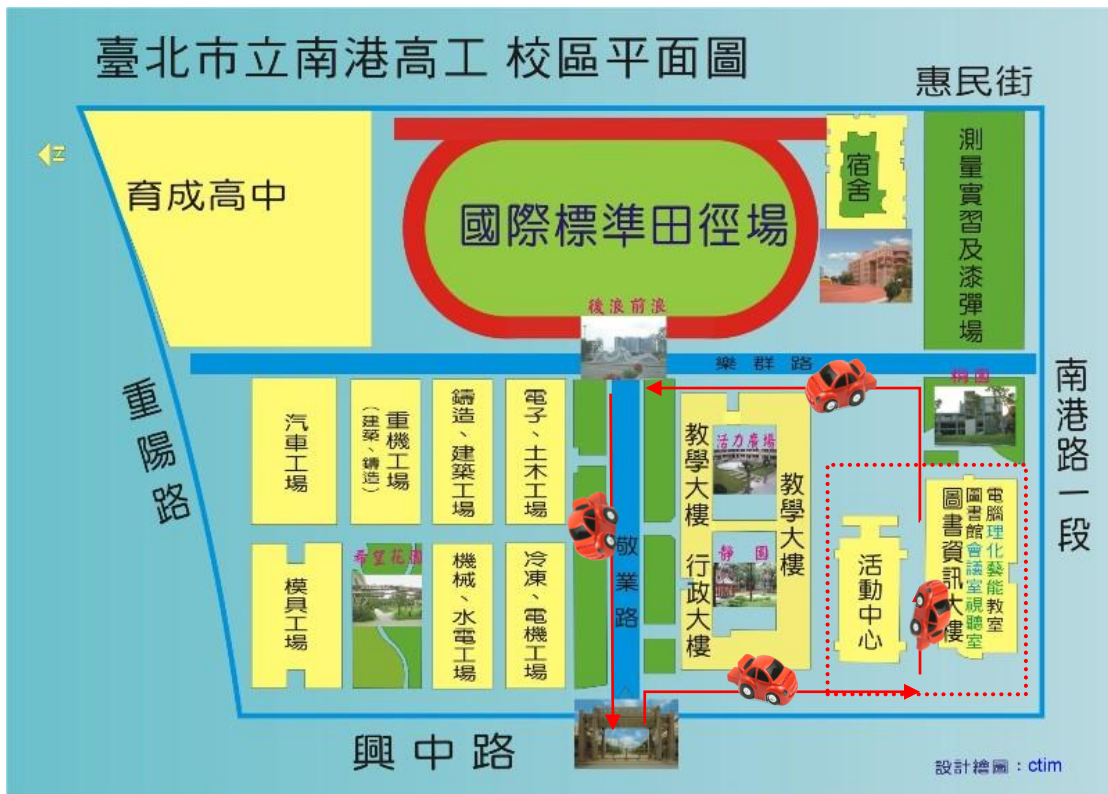 臺北市立南港高工 校區平面圖
惠民街
N
育成高中
國際標準田徑場
宿舍
測量實習及漆彈場
後浪前浪
樂群路
重陽路
南港路一段
汽車工場
重機工場
(建築、鑄造)
鑄造、建築工場
電子、土木工場
教學大樓
活力廣場
教學大樓
敬業路
希望花園
模具工場
機械、水電工場
冷凍、電機工場
行政大樓
靜園
活動中心
圖書資訊大樓
圖書館會議室視聽室
電腦理化藝能教室
興中路
設計繪圖：ctim